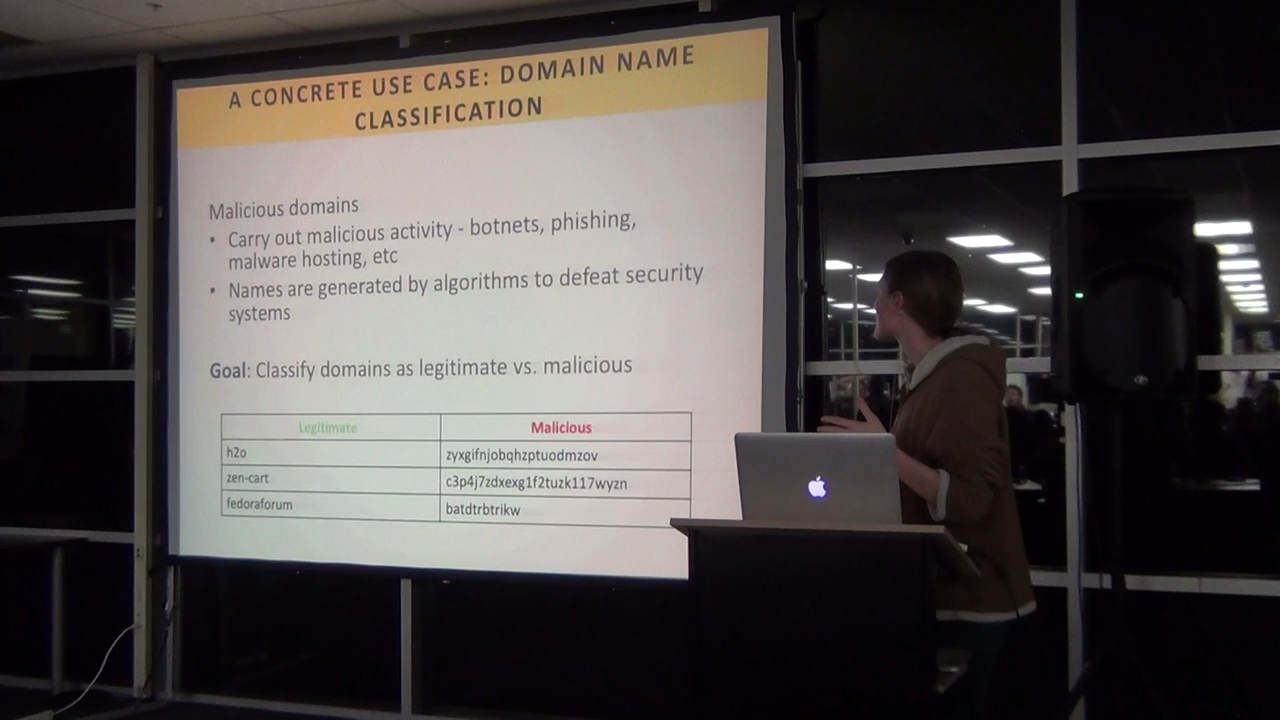 A CONCRETE USE CASE: DOMAIN NAME
CLASSIFICATION
Malicious domains
• Carry out malicious activity - botnets, phishing,
malware hosting, etc
• Names are generated by algorithms to defeat security
systems
Goal: Classify domains as legitimate vs. malicious
Legitimate Malicious
h2o zyxgifnjobqhzptuodmzov
zen-cart c3p4j7zdxexg1f2tuzk117wyzn
fedoraforum batdtrbtrikw